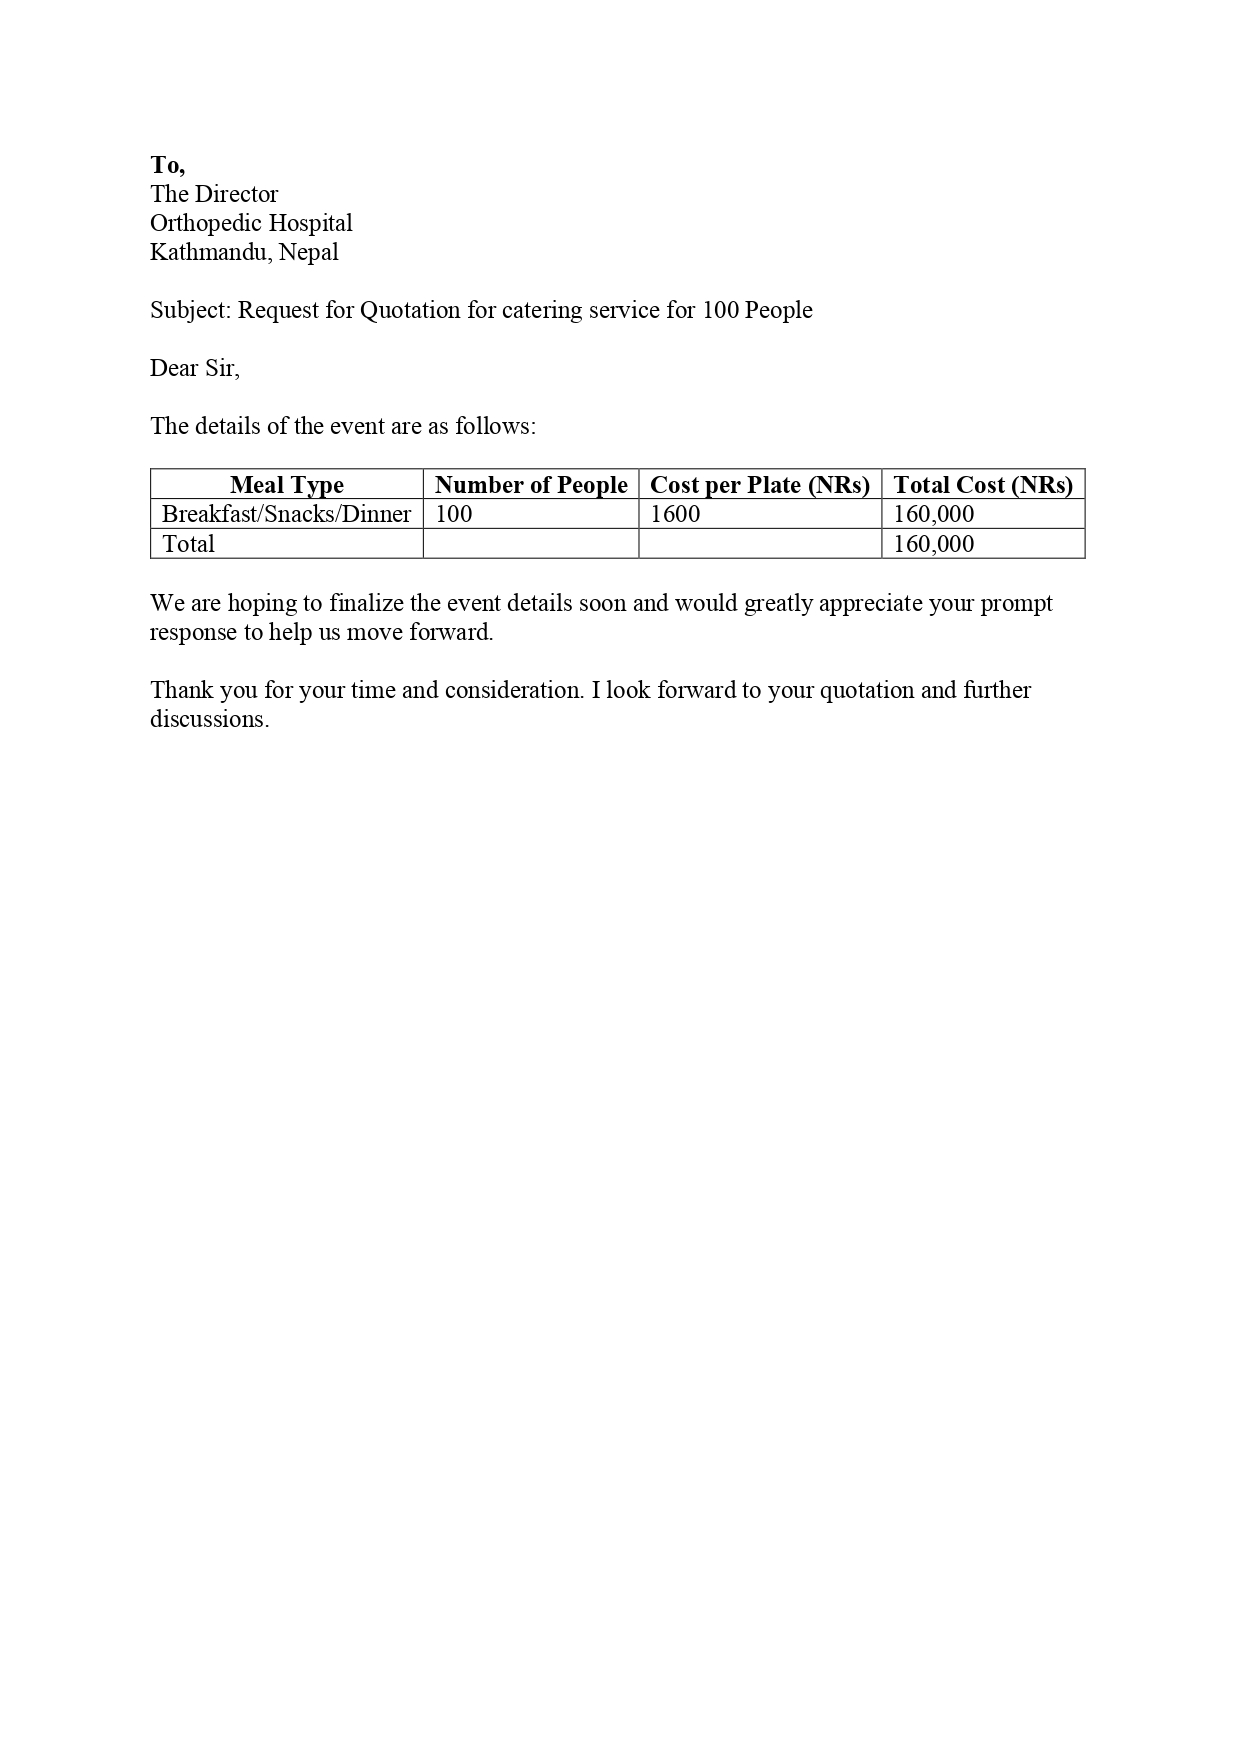 To,
The Director
Orthopedic Hospital
Kathmandu, Nepal
Subject: Request for Quotation for catering service for 100 People
Dear Sir,
The details of the event are as follows:
Meal Type Number of People Cost per Plate (NRs) Total Cost (NRs)
Breakfast/Snacks/Dinner 100 1600 160,000
Total 160,000
We are hoping to finalize the event details soon and would greatly appreciate your prompt
response to help us move forward.
Thank you for your time and consideration. I look forward to your quotation and further
discussions.